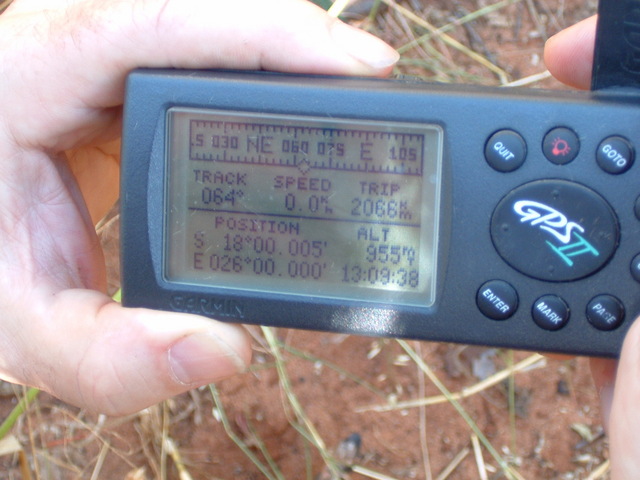 .5 030 NE 060 075 E 105
TRACK SPEED TRIP
064° 0.0 2066
POSITION ALT
S 18°00.005' 955
E 026°00.000' 13:09:38
GARMIN
QUIT GOTO
GPS II
ENTER MARK PAGE